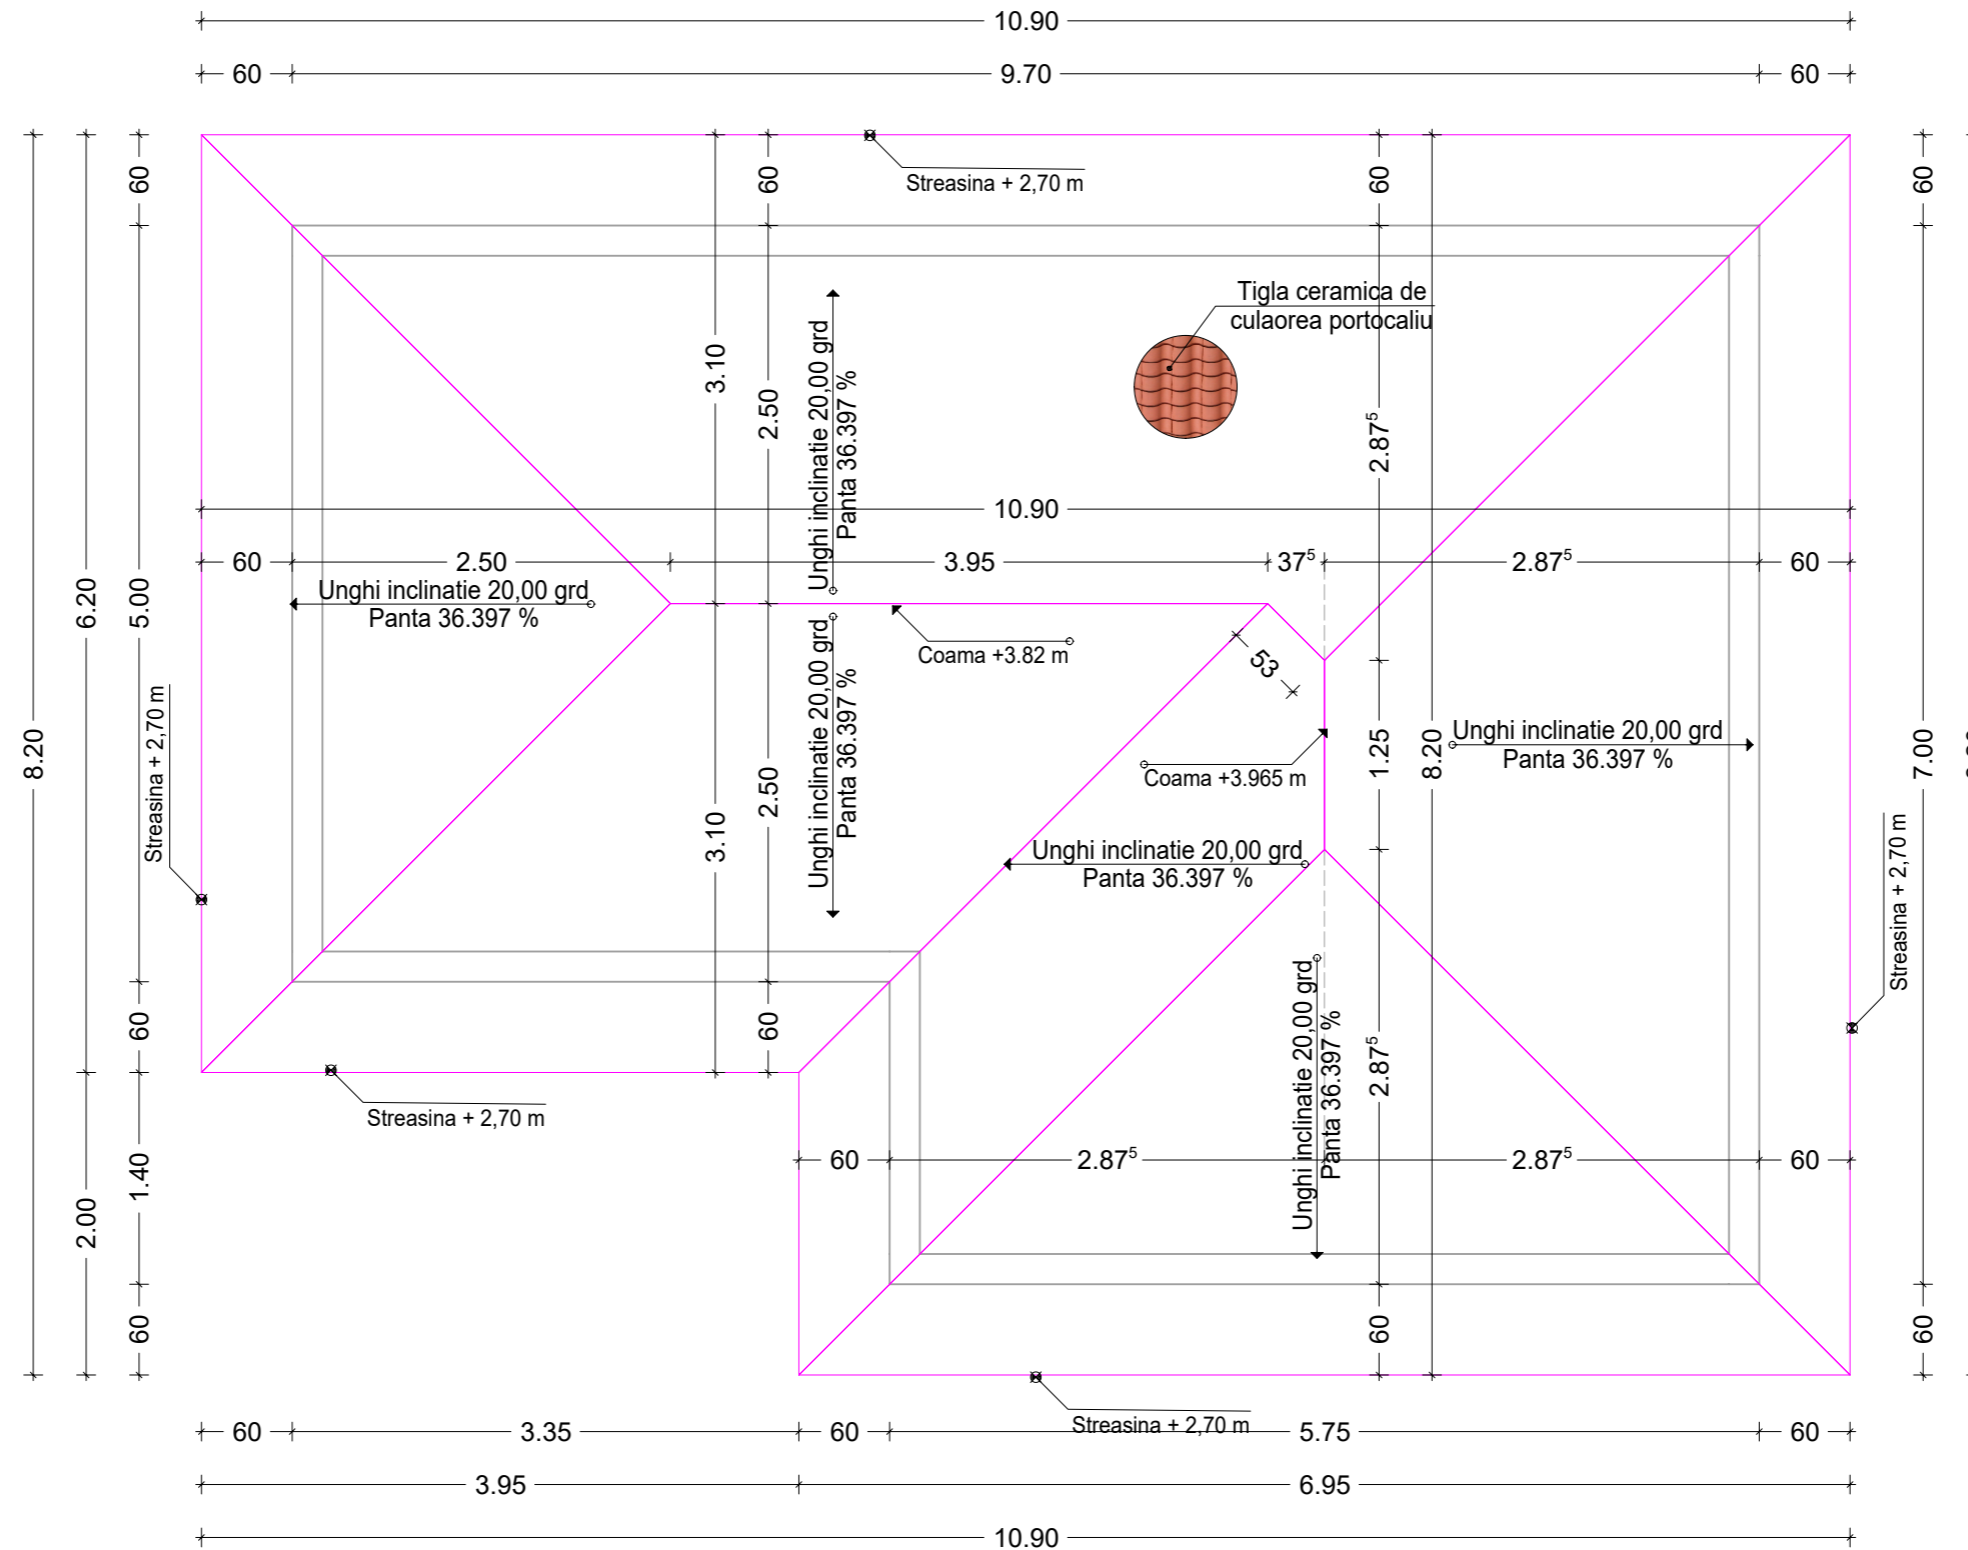 10.90
60 9.70 60
60
60
60
60
Streasina + 2,70 m
Tigla ceramica de
culaorea portocaliu
3.10
2.50
Unghi inclinatie 20,00 grd
Panta 36.397 %
2.87⁵
10.90
60 2.50 3.95 37⁵ 2.87⁵ 60
Unghi inclinatie 20,00 grd
Panta 36.397 %
8.20
6.20
5.00
Coama +3.82 m
53
Unghi inclinatie 20,00 grd
Panta 36.397 %
3.10
2.50
1.25
8.20
Unghi inclinatie 20,00 grd
Panta 36.397 %
7.00
Coama +3.965 m
Streasina + 2,70 m
Unghi inclinatie 20,00 grd
Panta 36.397 %
Streasina + 2,70 m
60
60
Unghi inclinatie 20,00 grd
Panta 36.397 %
2.87⁵
Streasina + 2,70 m
2.00
1.40
60 2.87⁵ 2.87⁵ 60
60
60
60
Streasina + 2,70 m
60 3.35 60 5.75 60
3.95 6.95
10.90